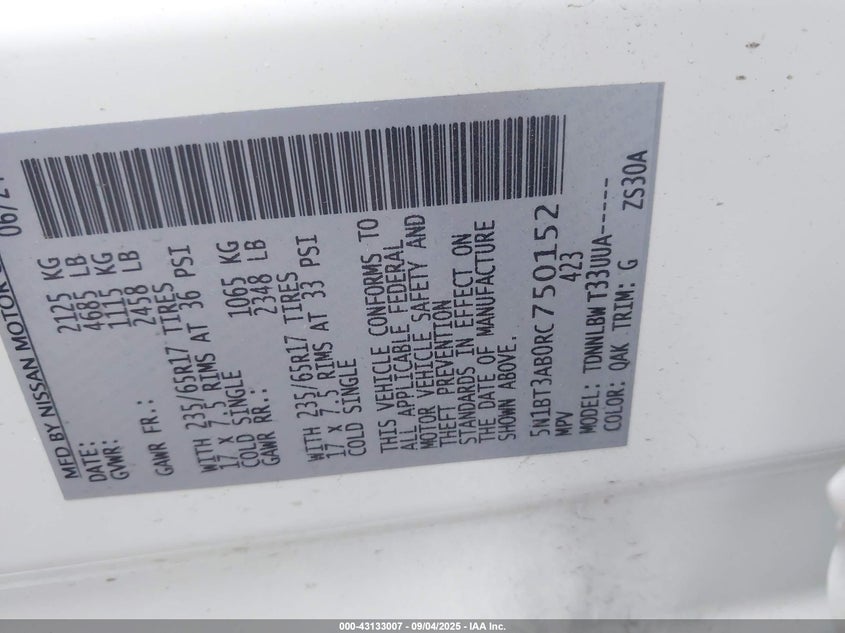 MFD BY NISSAN MOTOR
DATE: 06/2
GVWR: 2125 KG
4685 LB
GAWR FR.: 1115 KG
2458 LB
WITH 235/65R17 TIRES
17 X 7.5 RIMS AT 36 PSI
COLD SINGLE
GAWR RR.: 1065 KG
2348 LB
WITH 235/65R17 TIRES
17 X 7.5 RIMS AT 33 PSI
COLD SINGLE
THIS VEHICLE CONFORMS TO
ALL APPLICABLE FEDERAL
MOTOR VEHICLE SAFETY AND
THEFT PREVENTION
STANDARDS IN EFFECT ON
THE DATE OF MANUFACTURE
SHOWN ABOVE.
5N1BT3AB0RC750152
MPV 423
MODEL: TDNNLBWT33UUA-----
COLOR: QAK TRIM: G ZS30A
000-43133007 - 09/04/2025 - IAA Inc.